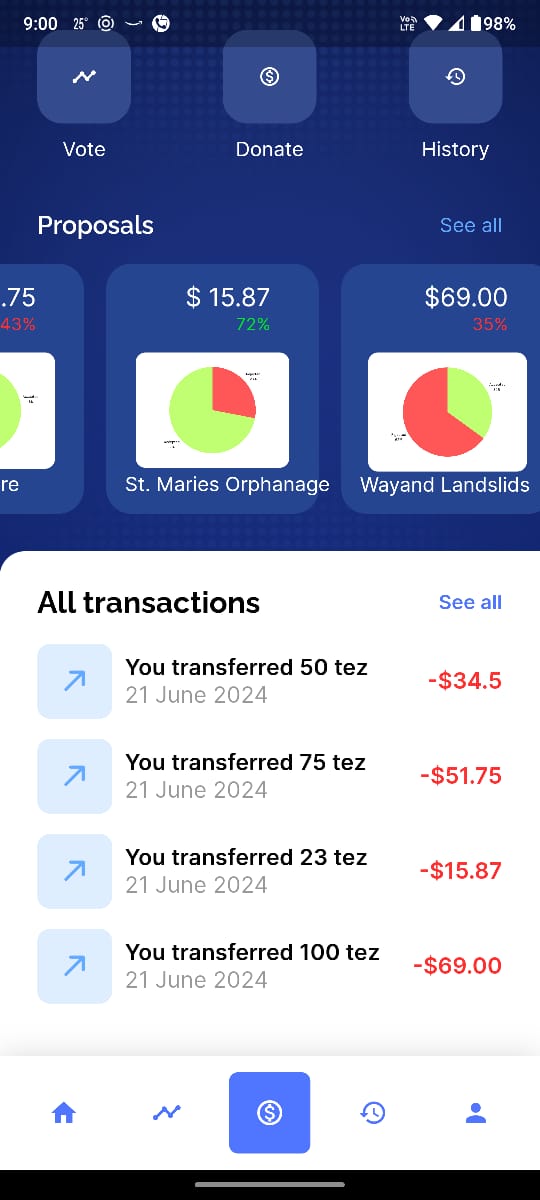 9:00 25° Vo) LTE 98%
Vote Donate History
Proposals See all
.75 $ 15.87 $69.00
43% 72% 35%
re St. Maries Orphanage Wayand Landslids
All transactions See all
You transferred 50 tez -$34.5
21 June 2024
You transferred 75 tez -$51.75
21 June 2024
You transferred 23 tez -$15.87
21 June 2024
You transferred 100 tez -$69.00
21 June 2024